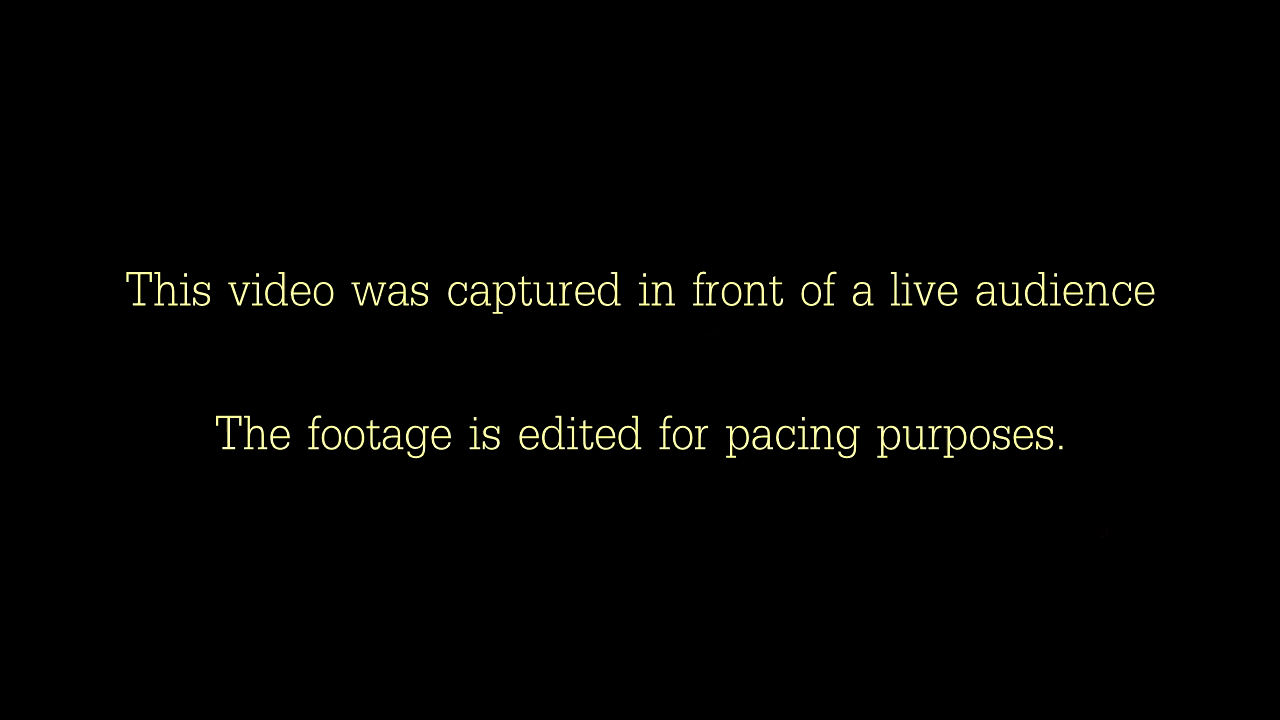 This video was captured in front of a live audience
The footage is edited for pacing purposes.